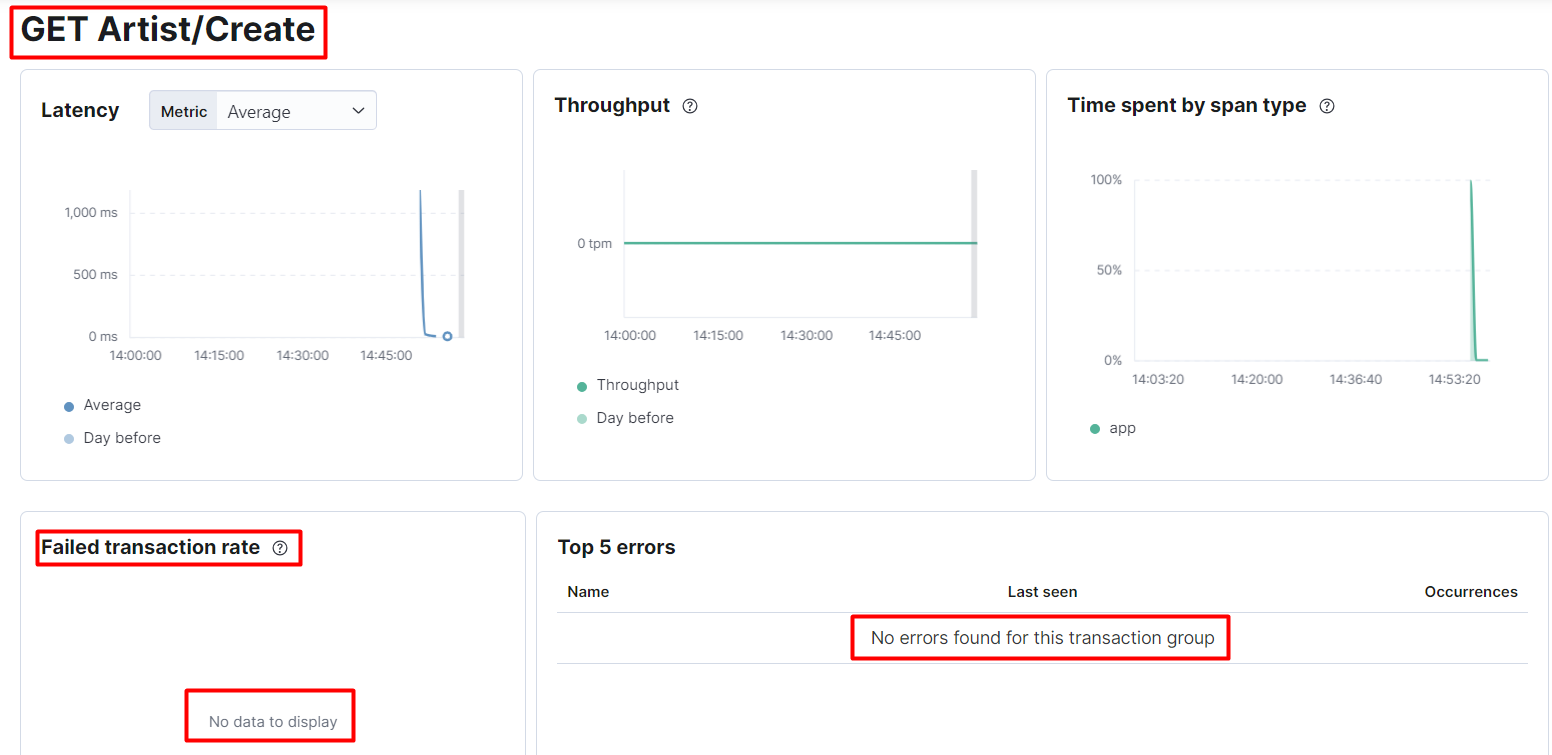 GET Artist/Create
Latency
Metric Average
1,000 ms
500 ms
0 ms
14:00:00 14:15:00 14:30:00 14:45:00
Average
Day before
Throughput ?
0 tpm
14:00:00 14:15:00 14:30:00 14:45:00
Throughput
Day before
Time spent by span type ?
100%
50%
0%
14:03:20 14:20:00 14:36:40 14:53:20
app
Failed transaction rate ?
No data to display
Top 5 errors
Name Last seen Occurrences
No errors found for this transaction group